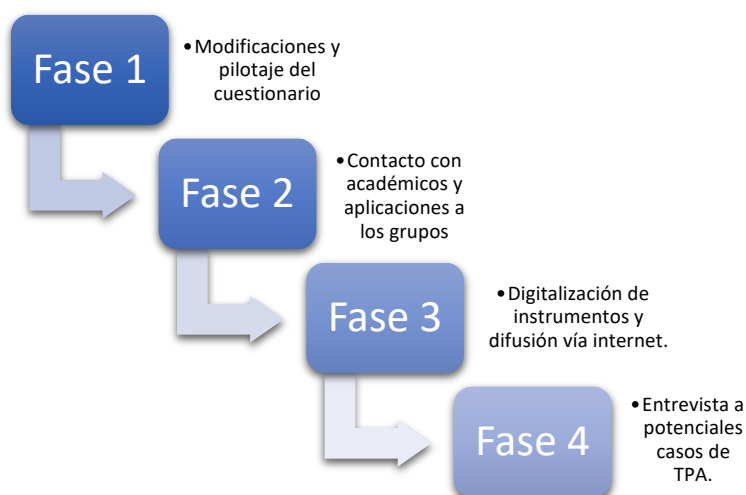 Fase 1
•Modificaciones y
pilotaje del
cuestionario
Fase 2
•Contacto con
académicos y
aplicaciones a
los grupos
Fase 3
•Digitalización de
instrumentos y
difusión vía internet.
Fase 4
•Entrevista a
potenciales
casos de
TPA.